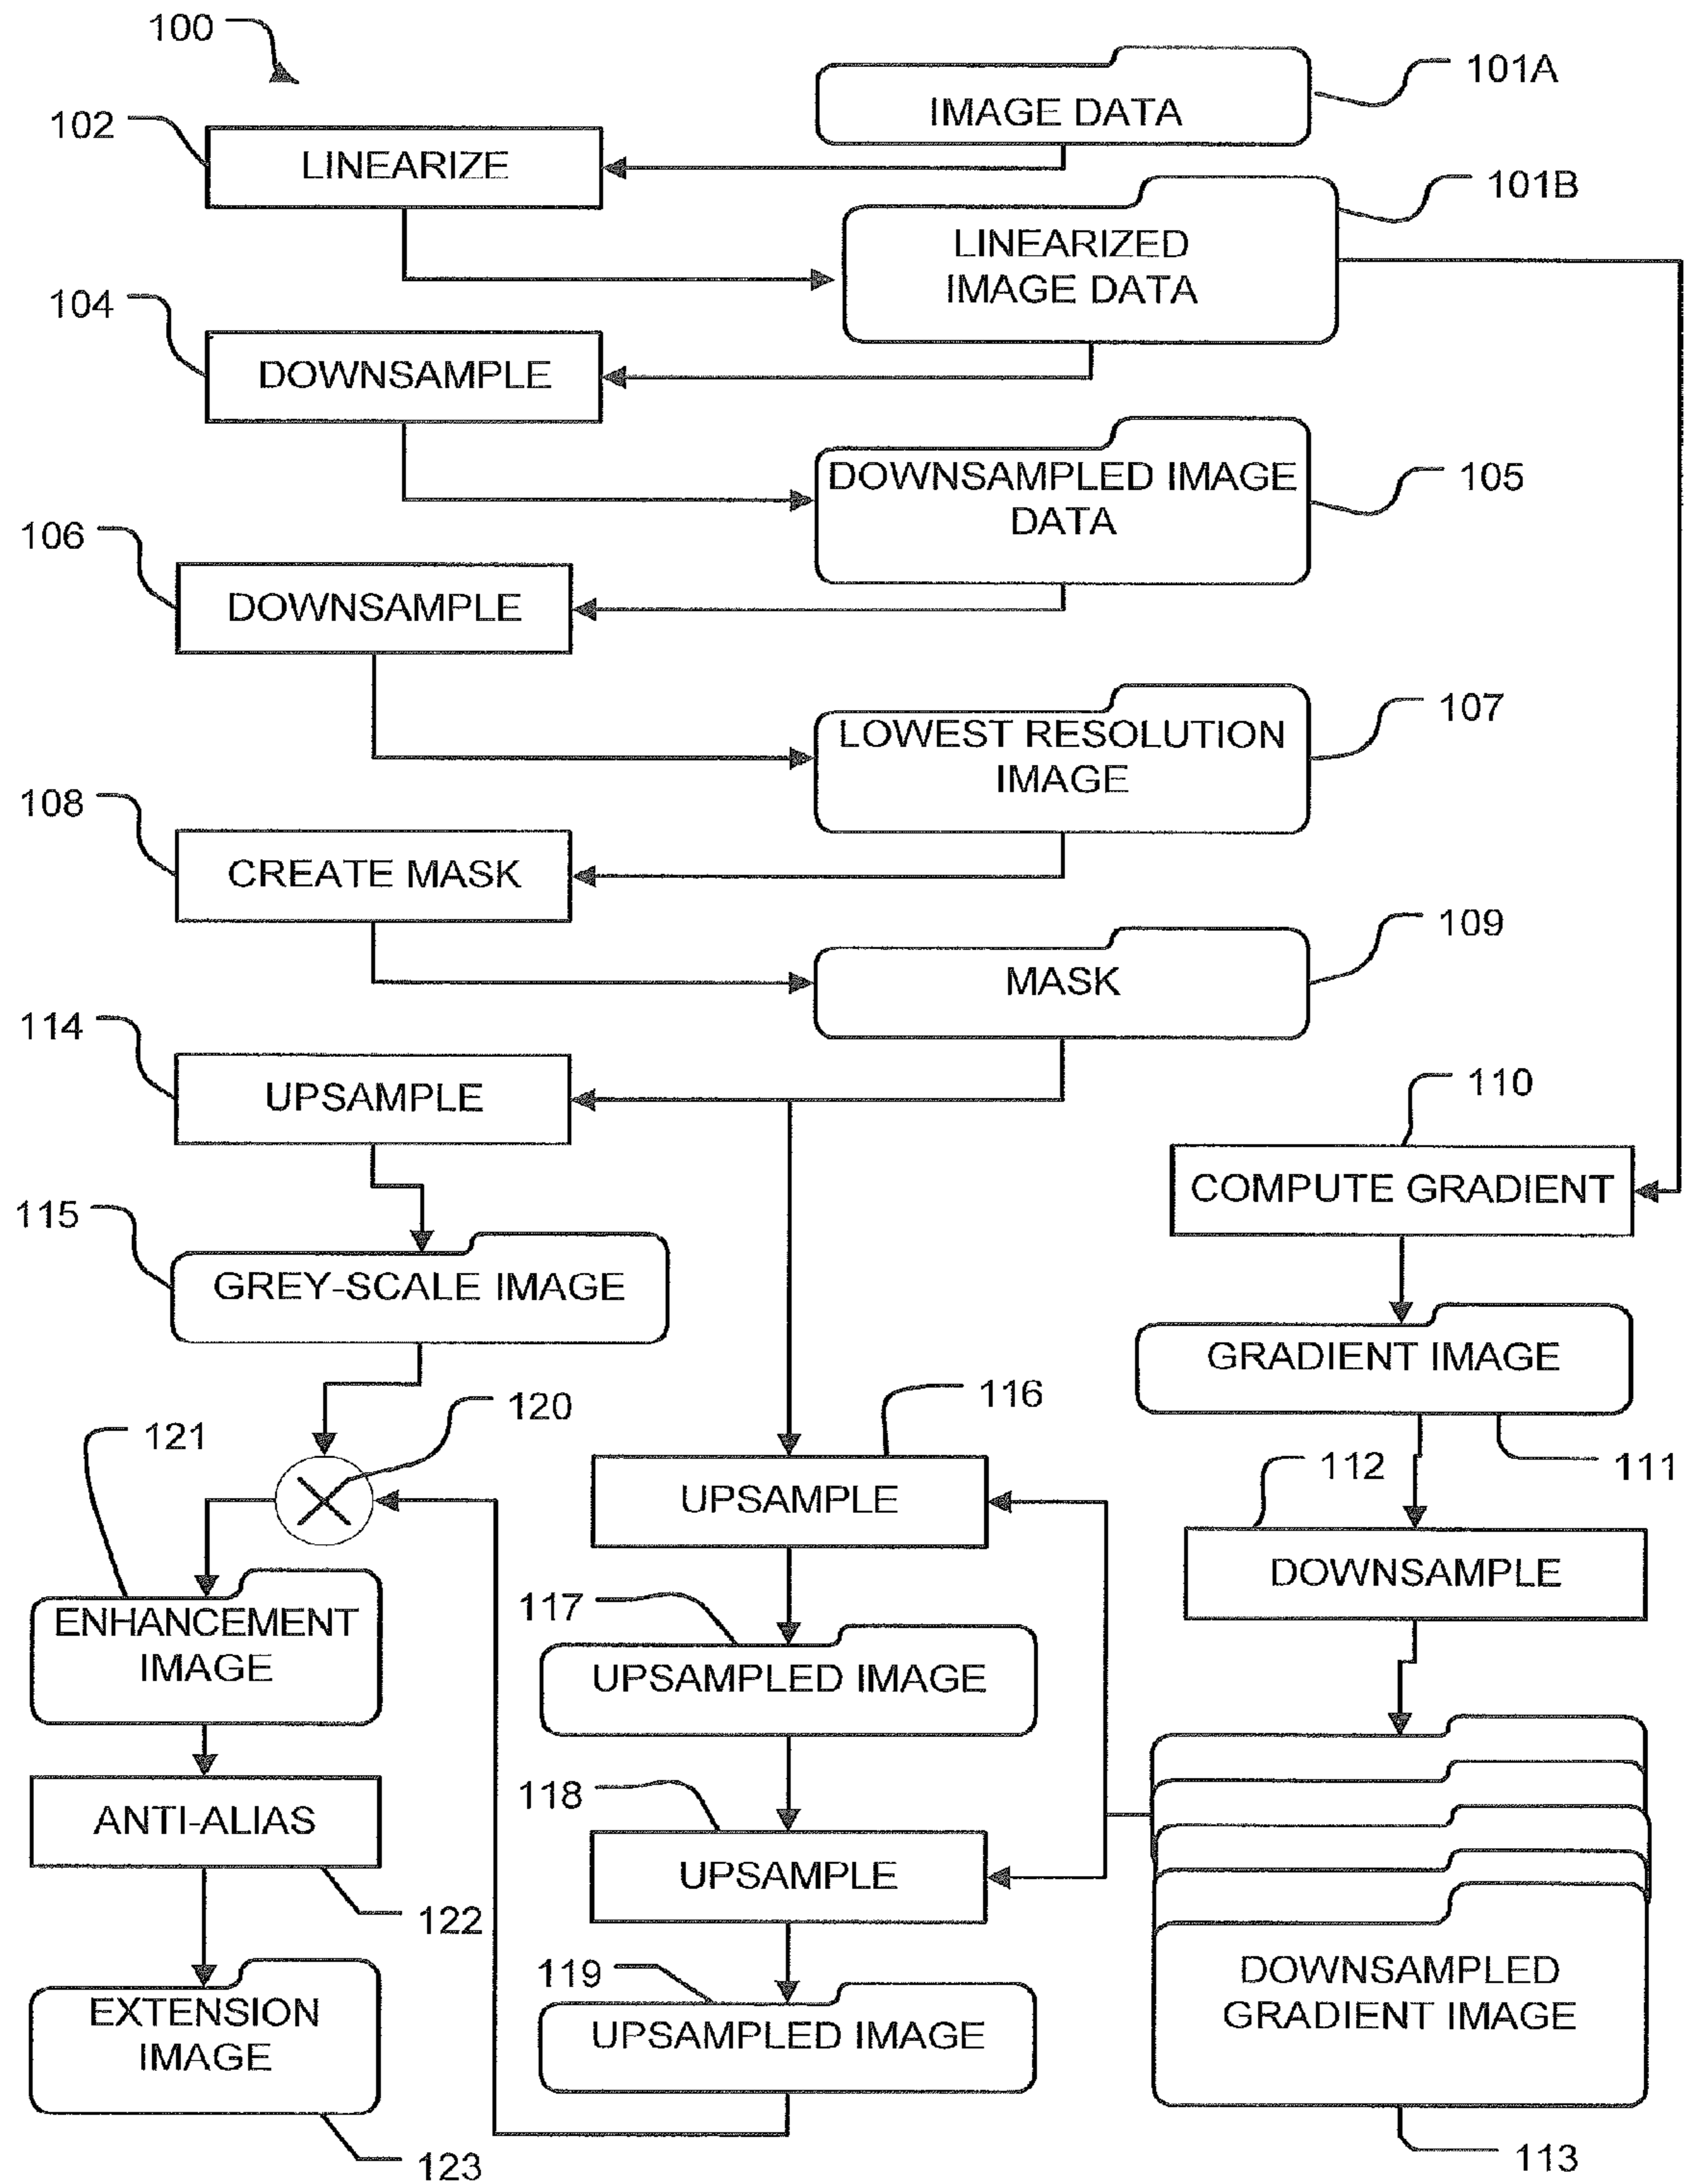 100
101A
IMAGE DATA
102
LINEARIZE
101B
LINEARIZED
IMAGE DATA
104
DOWNSAMPLE
DOWNSAMPLED IMAGE
DATA
105
106
DOWNSAMPLE
LOWEST RESOLUTION
IMAGE
107
108
CREATE MASK
109
MASK
114
UPSAMPLE
110
COMPUTE GRADIENT
115
GREY-SCALE IMAGE
GRADIENT IMAGE
111
120
116
121
UPSAMPLE
112
DOWNSAMPLE
ENHANCEMENT
IMAGE
117
UPSAMPLED IMAGE
118
ANTI-ALIAS
122
UPSAMPLE
119
UPSAMPLED IMAGE
EXTENSION
IMAGE
123
DOWNSAMPLED
GRADIENT IMAGE
113